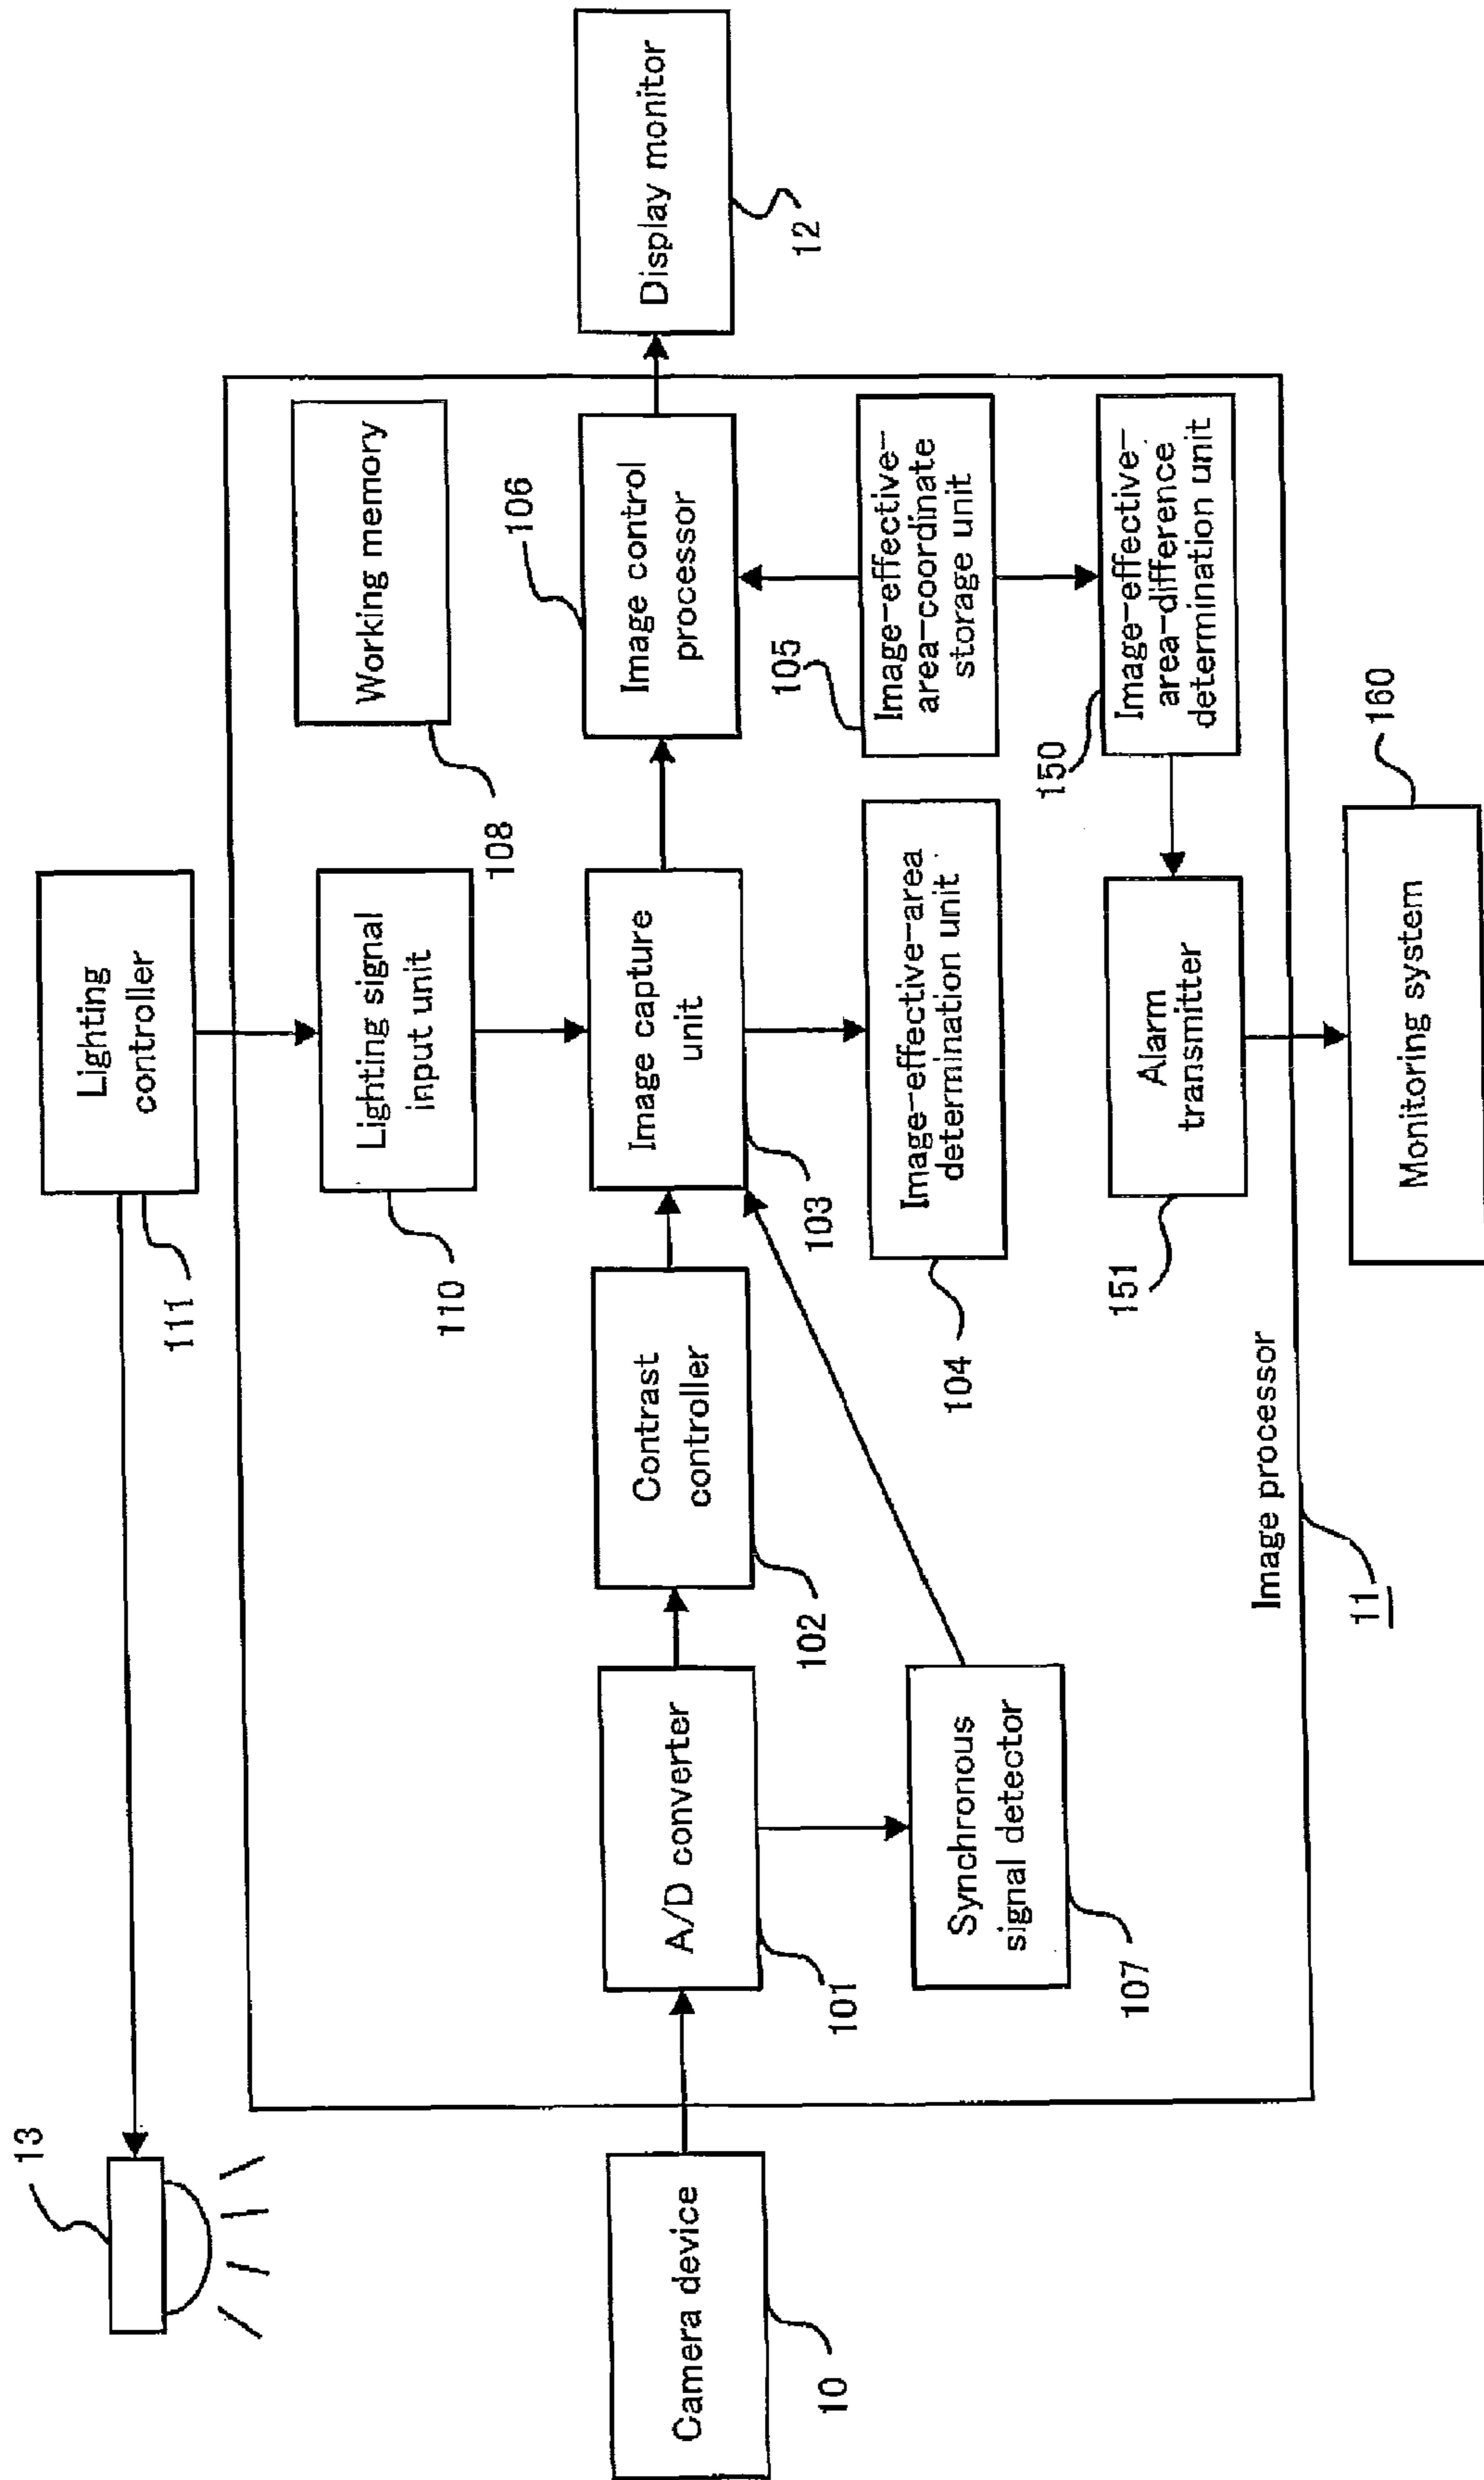 13
Lighting
controller
111
Working memory
108
Lighting signal
input unit
110
Camera device
10
A/D converter
101
Contrast
controller
102
Image capture
unit
103
Image control
processor
106
Display monitor
12
Synchronous
signal detector
107
Image-effective-area
determination unit
104
Image-effective-
area-coordinate
storage unit
105
Image-effective-
area-difference
determination unit
150
Alarm
transmitter
151
Image processor
11
Monitoring system
160